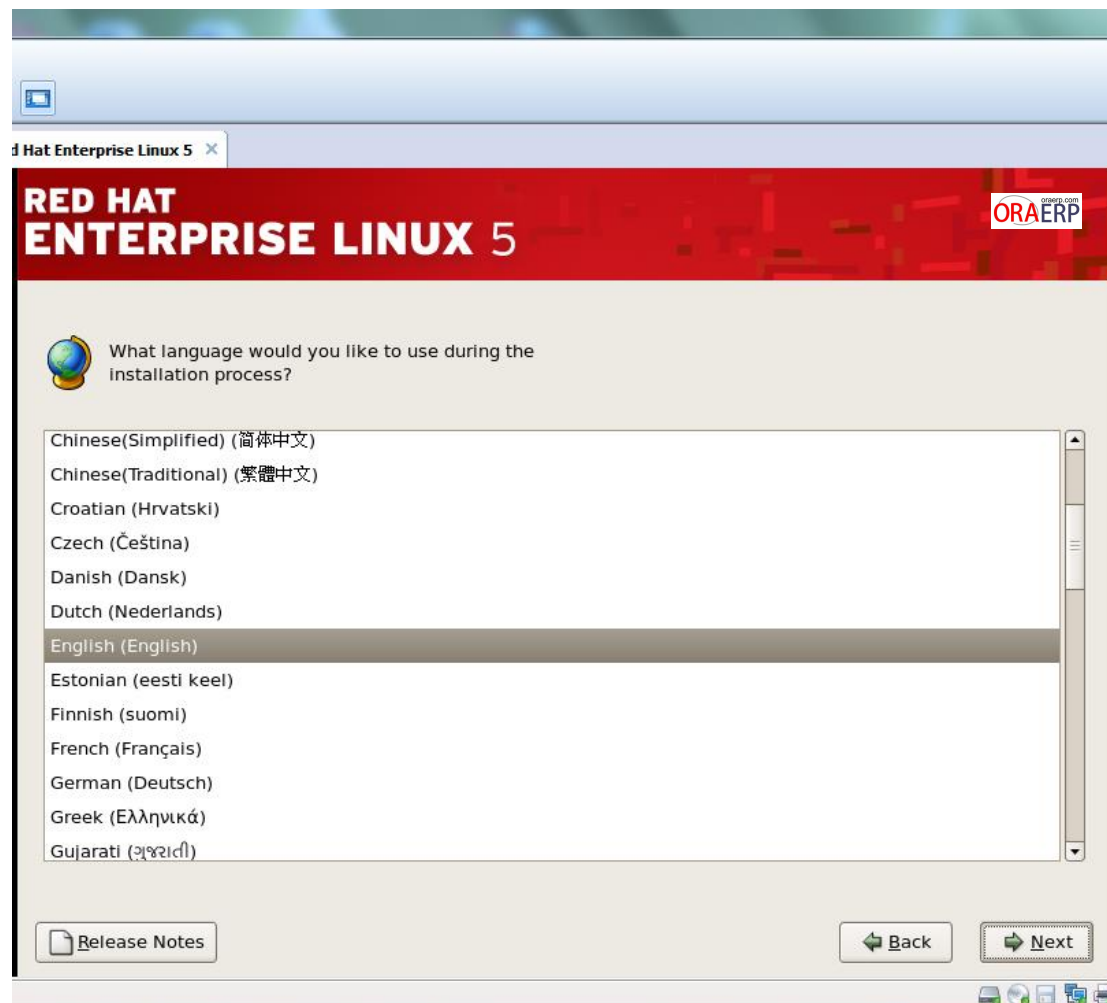 d Hat Enterprise Linux 5
RED HAT
ENTERPRISE LINUX 5
oraerp.com
ORAERP
What language would you like to use during the
installation process?
Chinese(Simplified) (简体中文)
Chinese(Traditional) (繁體中文)
Croatian (Hrvatski)
Czech (Čeština)
Danish (Dansk)
Dutch (Nederlands)
English (English)
Estonian (eesti keel)
Finnish (suomi)
French (Français)
German (Deutsch)
Greek (Ελληνικά)
Gujarati (ગુજરાતી)
Release Notes
Back
Next